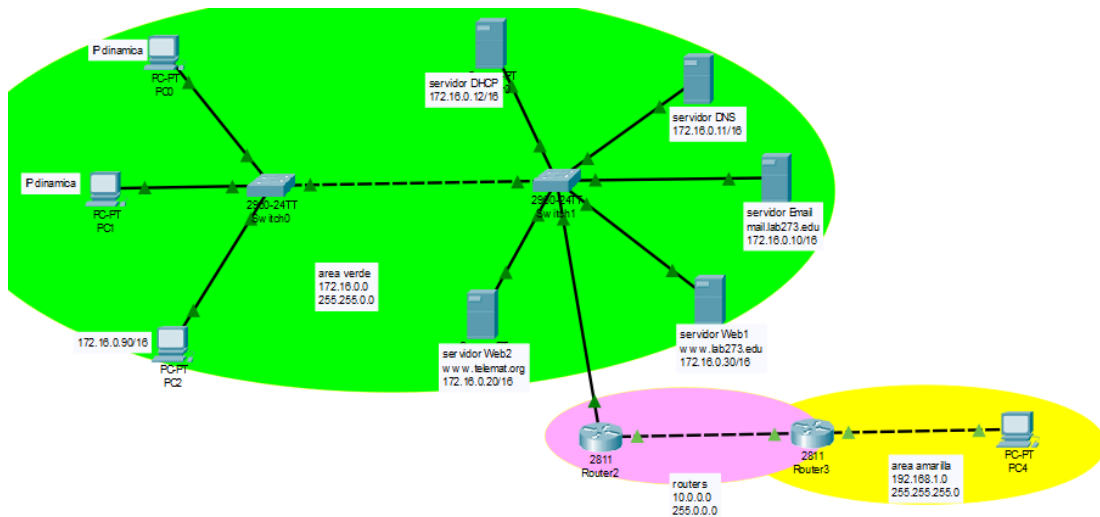 IP dinamica
PC-PT
PC0
IP dinamica
PC-PT
PC1
172.16.0.90/16
PC-PT
PC2
2960-24TT
Switch0
area verde
172.16.0.0
255.255.0.0
servidor DHCP
172.16.0.12/16
servidor DNS
172.16.0.11/16
2960-24TT
Switch1
servidor Email
mail.lab273.edu
172.16.0.10/16
servidor Web2
www.telemat.org
172.16.0.20/16
servidor Web1
www.lab273.edu
172.16.0.30/16
2811
Router2
routers
10.0.0.0
255.0.0.0
2811
Router3
area amarilla
192.168.1.0
255.255.255.0
PC-PT
PC4